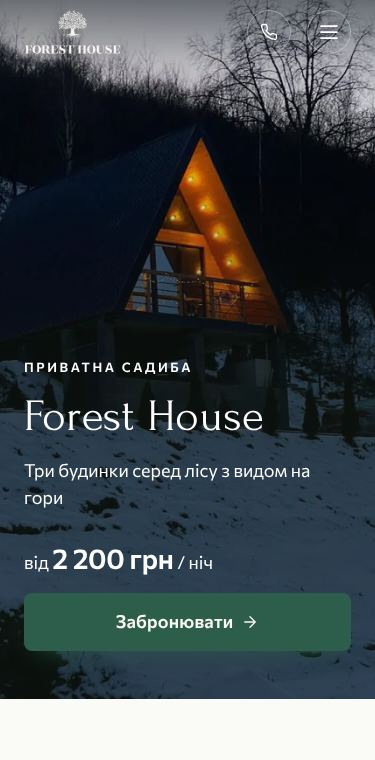 FOREST HOUSE
ПРИВАТНА САДИБА
Forest House
Три будинки серед лісу з видом на
гори
від 2 200 грн / ніч
Забронювати →